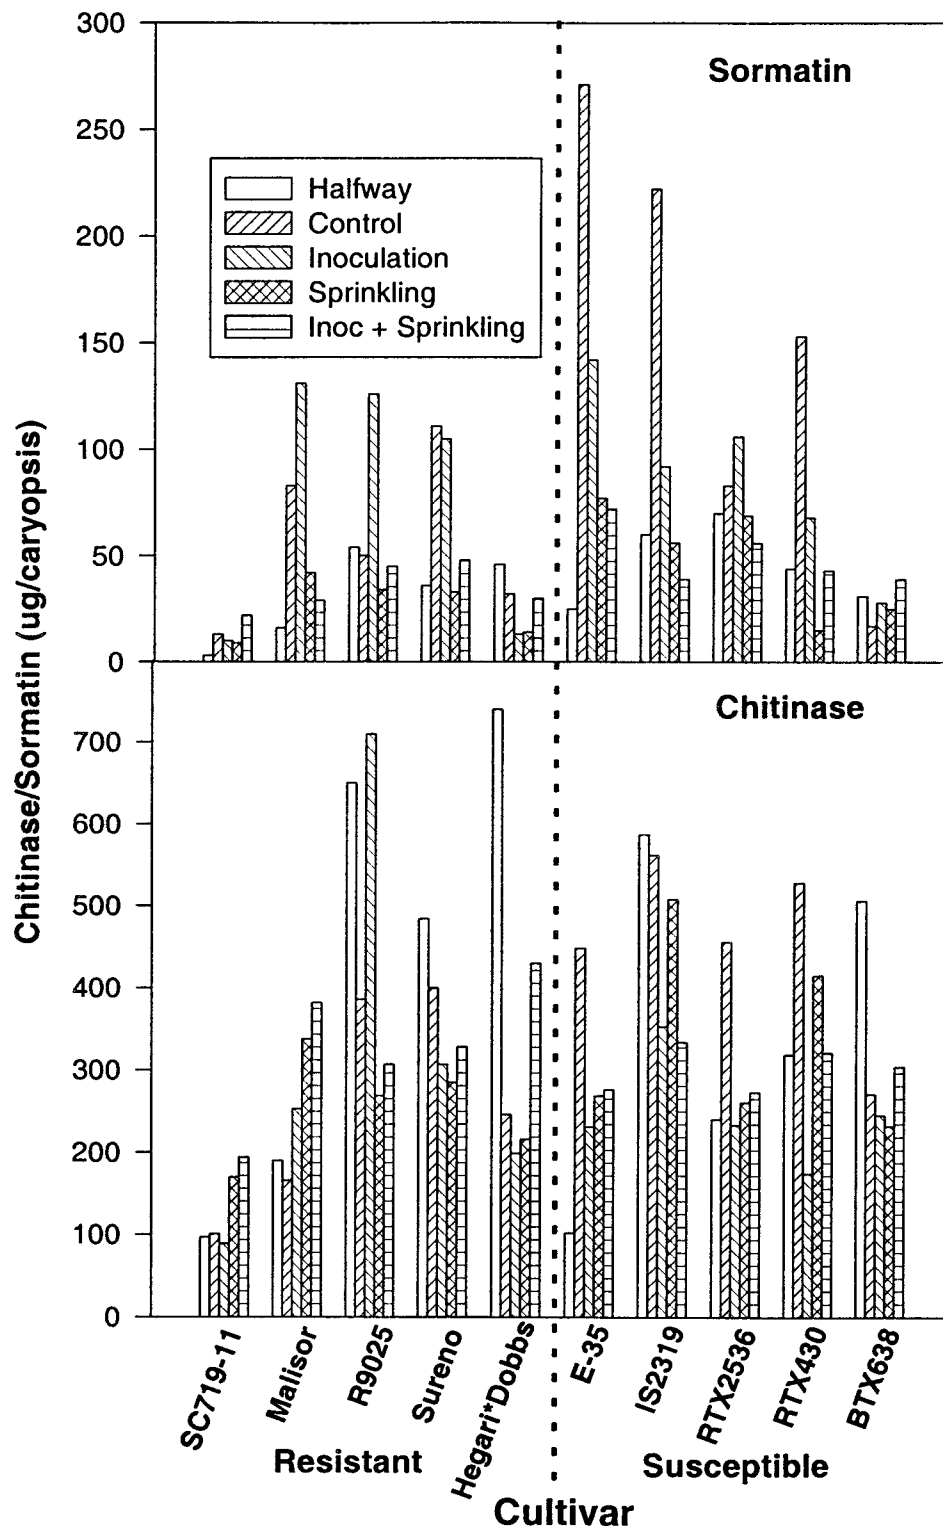 Chitinase/Sormatin (ug/caryopsis)
300
250
200
150
100
50
0
Sormatin
Halfway
Control
Inoculation
Sprinkling
Inoc + Sprinkling
700
600
500
400
300
200
100
0
Chitinase
SC719-11
Malisor
R9025
Sureno
Hegari*Dobbs
E-35
IS2319
RTX2536
RTX430
BTX638
Resistant
Susceptible
Cultivar